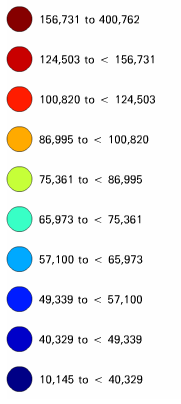 156,731 to 400,762
124,503 to < 156,731
100,820 to < 124,503
86,995 to < 100,820
75,361 to < 86,995
65,973 to < 75,361
57,100 to < 65,973
49,339 to < 57,100
40,329 to < 49,339
10,145 to < 40,329